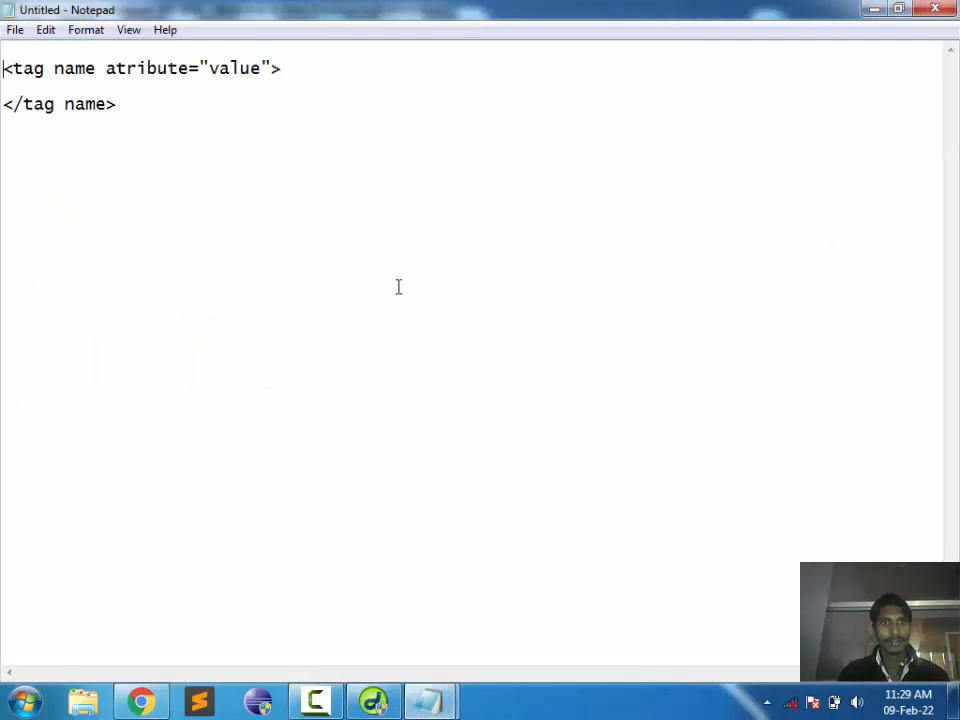 Untitled - Notepad
File Edit Format View Help
<tag name atribute="value">
</tag name>
11:29 AM
09-Feb-22